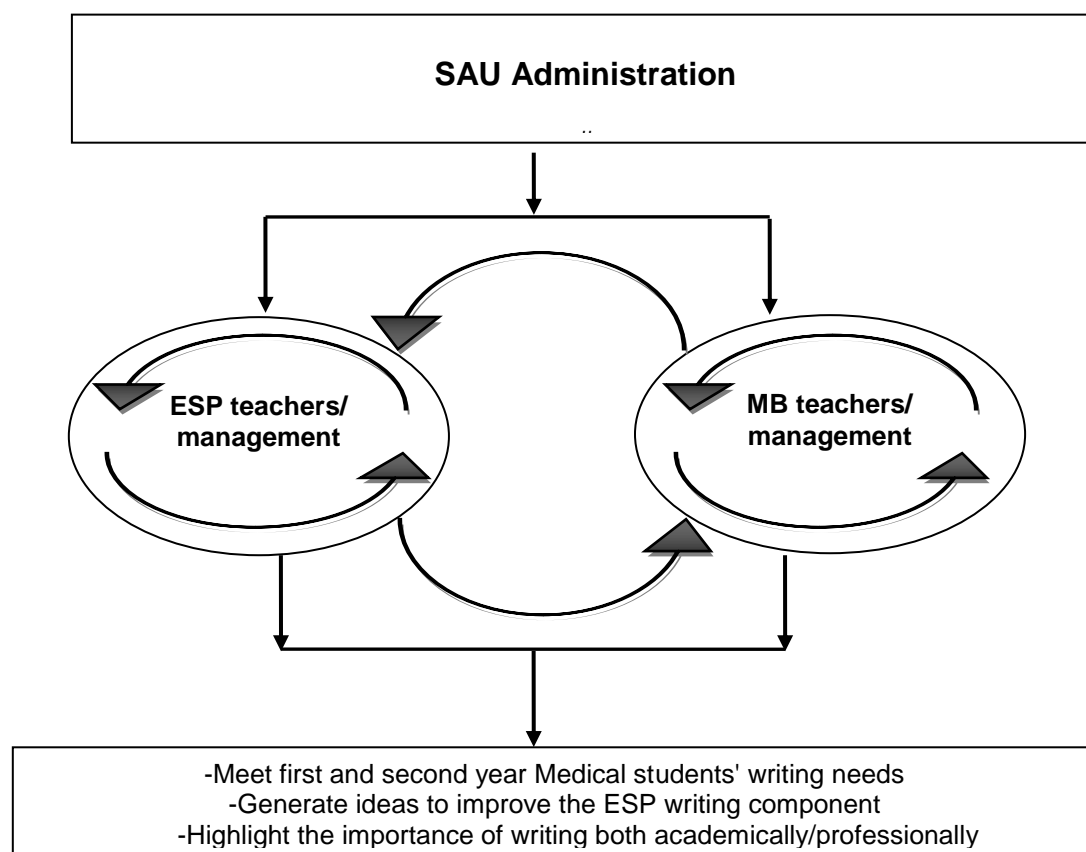 SAU Administration
..
ESP teachers/
management
MB teachers/
management
-Meet first and second year Medical students' writing needs
-Generate ideas to improve the ESP writing component
-Highlight the importance of writing both academically/professionally